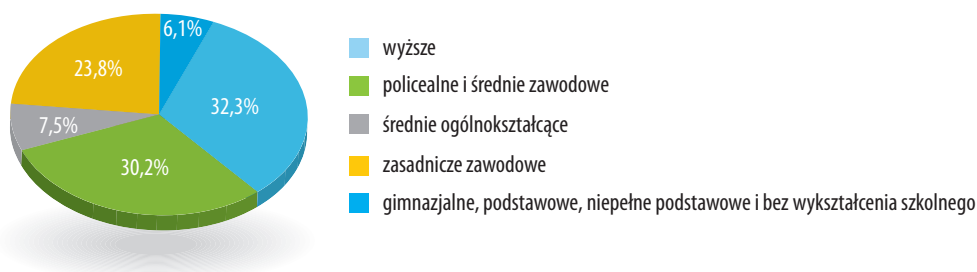 6,1%
23,8%
32,3%
7,5%
30,2%
wyższe
policealne i średnie zawodowe
średnie ogólnokształcące
zasadnicze zawodowe
gimnazjalne, podstawowe, niepełne podstawowe i bez wykształcenia szkolnego